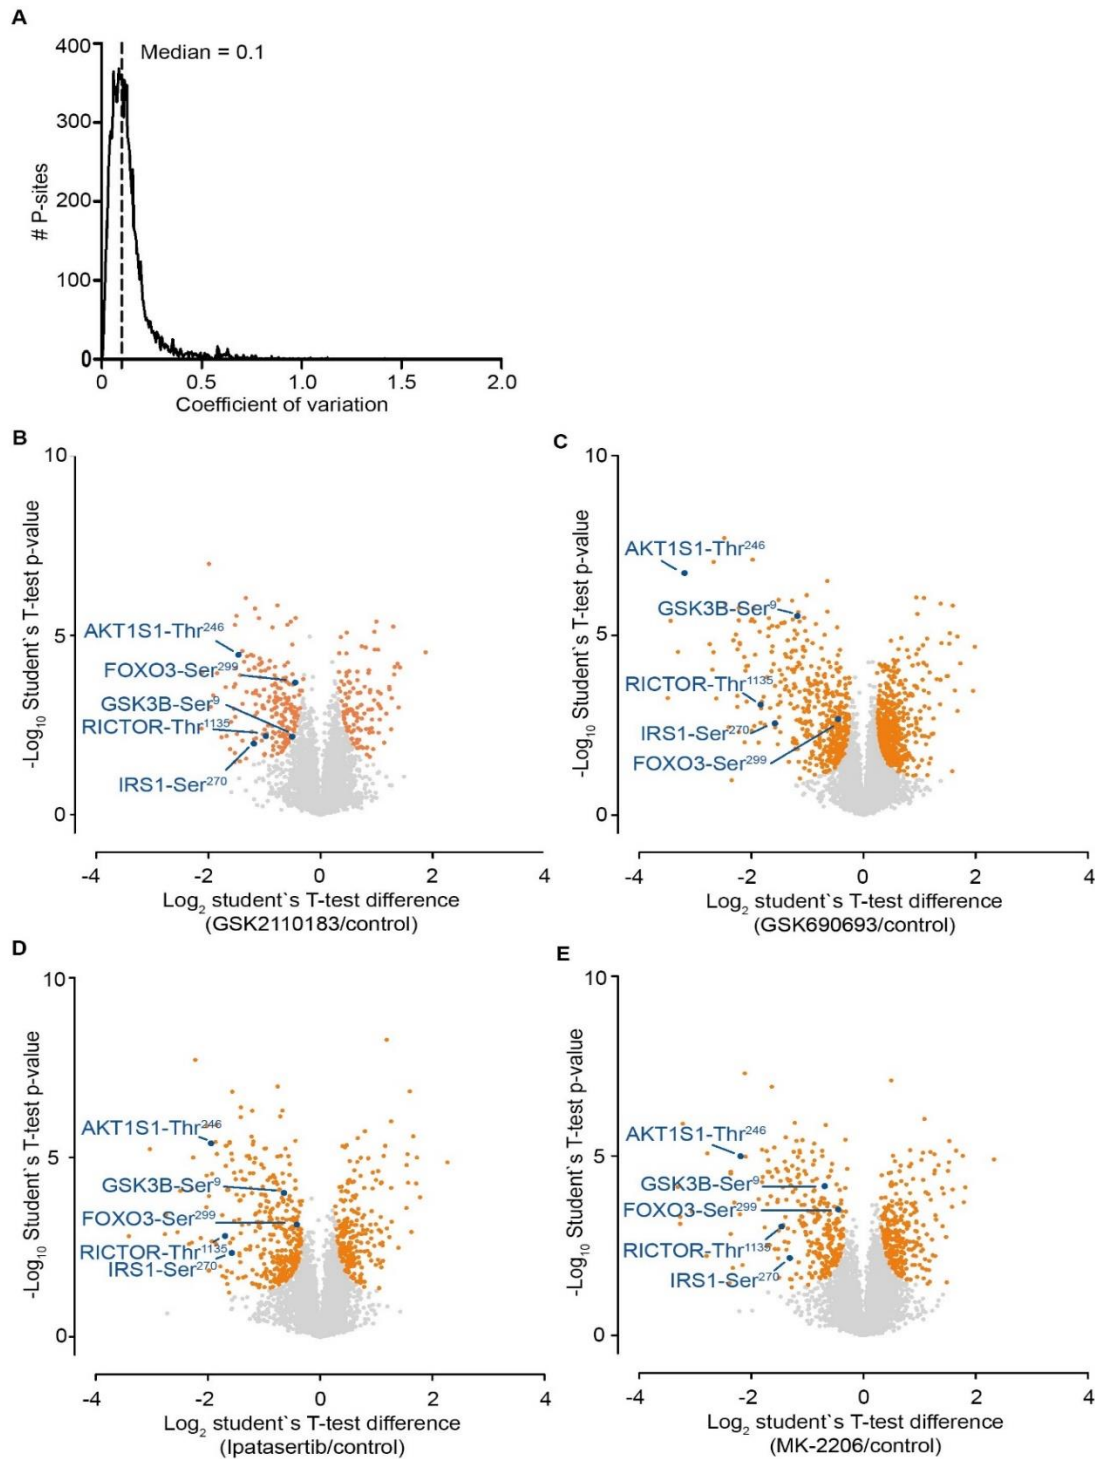 A
400
300
200
100
0
# P-sites
Median = 0.1
0
0.5
1.0
1.5
2.0
Coefficient of variation
B
10
5
0
-Log₁₀ Student`s T-test p-value
AKT1S1-Thr²⁴⁶
FOXO3-Ser²⁹⁹
GSK3B-Ser⁹
RICTOR-Thr¹¹³⁵
IRS1-Ser²⁷⁰
-4
-2
0
2
4
Log₂ student`s T-test difference
(GSK2110183/control)
C
10
5
0
-Log₁₀ Student`s T-test p-value
AKT1S1-Thr²⁴⁶
GSK3B-Ser⁹
RICTOR-Thr¹¹³⁵
IRS1-Ser²⁷⁰
FOXO3-Ser²⁹⁹
-4
-2
0
2
4
Log₂ student`s T-test difference
(GSK690693/control)
D
10
5
0
-Log₁₀ Student`s T-test p-value
AKT1S1-Thr²⁴⁶
GSK3B-Ser⁹
FOXO3-Ser²⁹⁹
RICTOR-Thr¹¹³⁵
IRS1-Ser²⁷⁰
-4
-2
0
2
4
Log₂ student`s T-test difference
(Ipatasertib/control)
E
10
5
0
-Log₁₀ Student`s T-test p-value
AKT1S1-Thr²⁴⁶
GSK3B-Ser⁹
FOXO3-Ser²⁹⁹
RICTOR-Thr¹¹³⁵
IRS1-Ser²⁷⁰
-4
-2
0
2
4
Log₂ student`s T-test difference
(MK-2206/control)